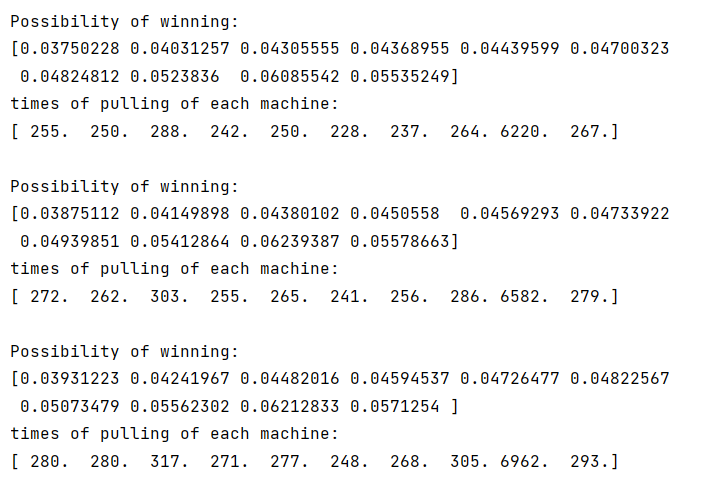 Possibility of winning:
[0.03750228 0.04031257 0.04305555 0.04368955 0.04439599 0.04700323
 0.04824812 0.0523836  0.06085542 0.05535249]
times of pulling of each machine:
[ 255.  250.  288.  242.  250.  228.  237.  264. 6220.  267.]

Possibility of winning:
[0.03875112 0.04149898 0.04380102 0.0450558  0.04569293 0.04733922
 0.04939851 0.05412864 0.06239387 0.05578663]
times of pulling of each machine:
[ 272.  262.  303.  255.  265.  241.  256.  286. 6582.  279.]

Possibility of winning:
[0.03931223 0.04241967 0.04482016 0.04594537 0.04726477 0.04822567
 0.05073479 0.05562302 0.06212833 0.0571254 ]
times of pulling of each machine:
[ 280.  280.  317.  271.  277.  248.  268.  305. 6962.  293.]